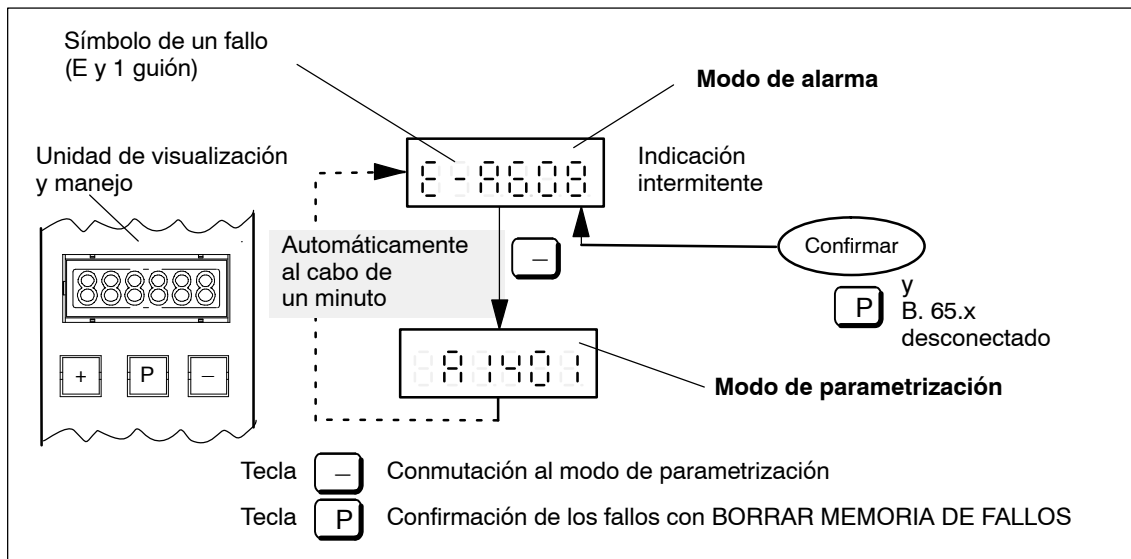 Símbolo de un fallo
(E y 1 guión)
Modo de alarma
Unidad de visualización
y manejo
E-A608
Indicación
intermitente
Automáticamente
al cabo de
un minuto
–
Confirmar
P
y
B. 65.x
desconectado
A1401
+ P –
Modo de parametrización
Tecla – Conmutación al modo de parametrización
Tecla P Confirmación de los fallos con BORRAR MEMORIA DE FALLOS